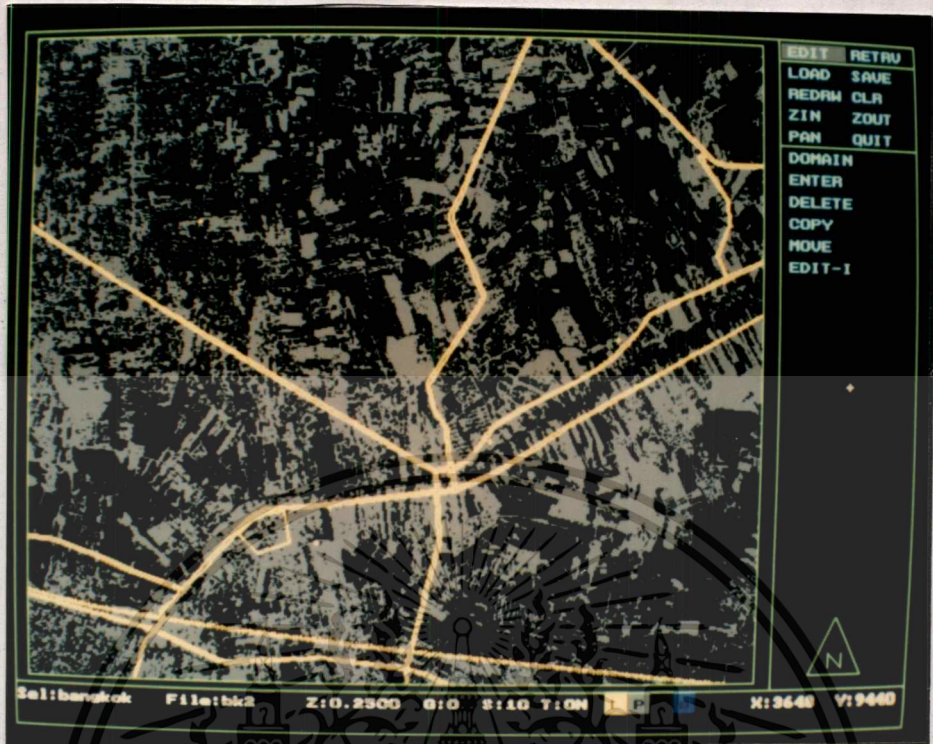 EDIT RETRV
LOAD SAVE
REDRW CLR
ZIN ZOUT
PAN QUIT
DOMAIN
ENTER
DELETE
COPY
MOVE
EDIT-I
N
Sel:bangkok File:bk2 Z:0.2500 G:0 S:10 T:ON P X:3640 Y:9440